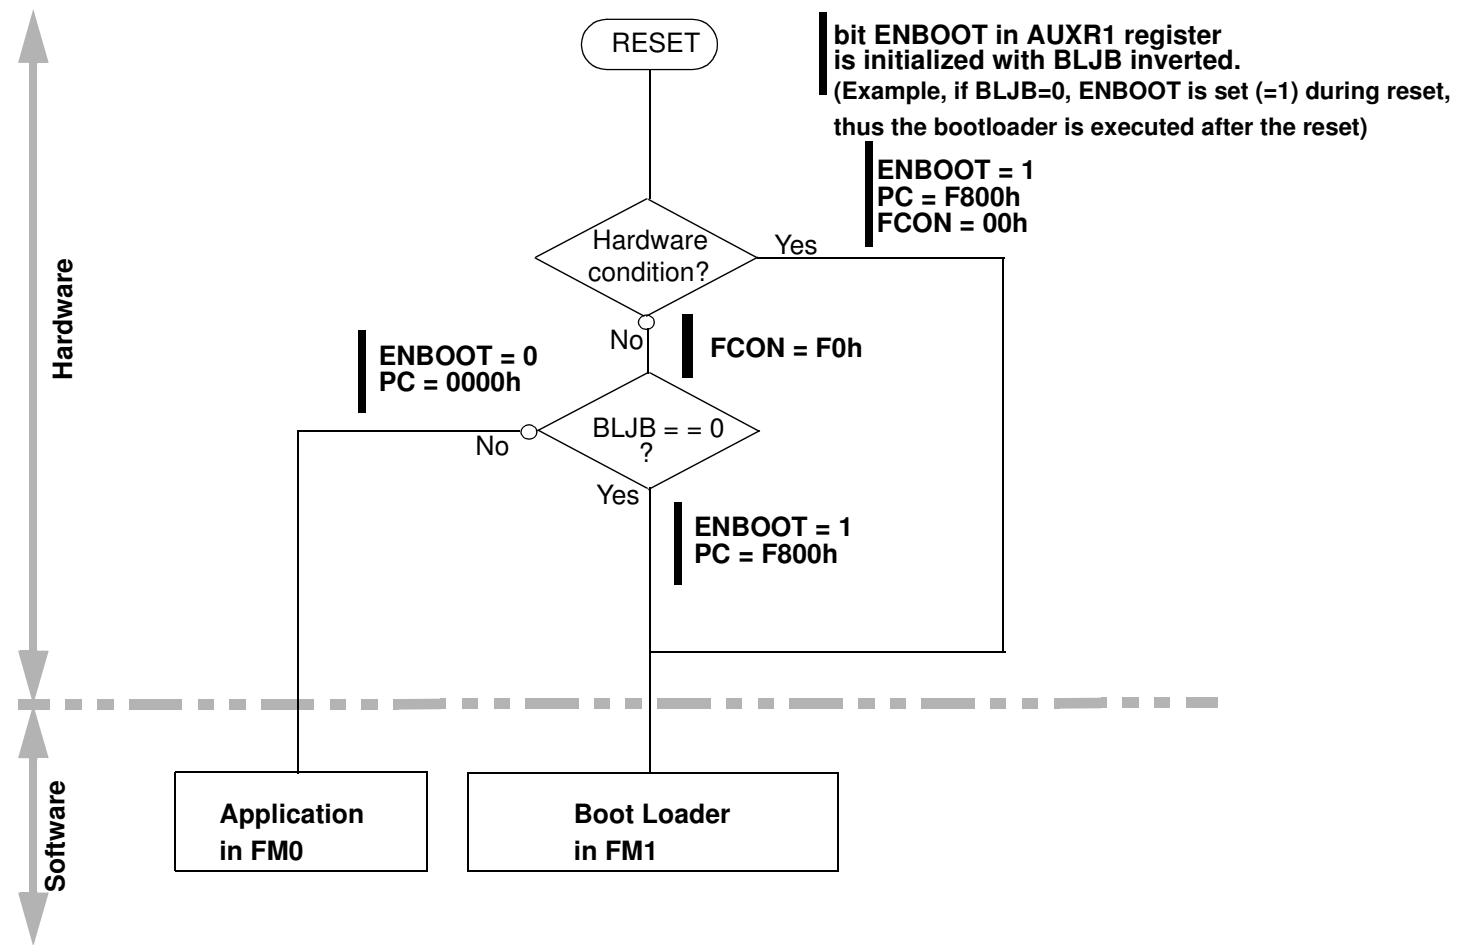 RESET
bit ENBOOT in AUXR1 register
is initialized with BLJB inverted.
(Example, if BLJB=0, ENBOOT is set (=1) during reset,
thus the bootloader is executed after the reset)
ENBOOT = 1
PC = F800h
FCON = 00h
Hardware
condition?
Yes
No
FCON = F0h
Hardware
ENBOOT = 0
PC = 0000h
BLJB = = 0
?
No
Yes
ENBOOT = 1
PC = F800h
Software
Application
in FM0
Boot Loader
in FM1